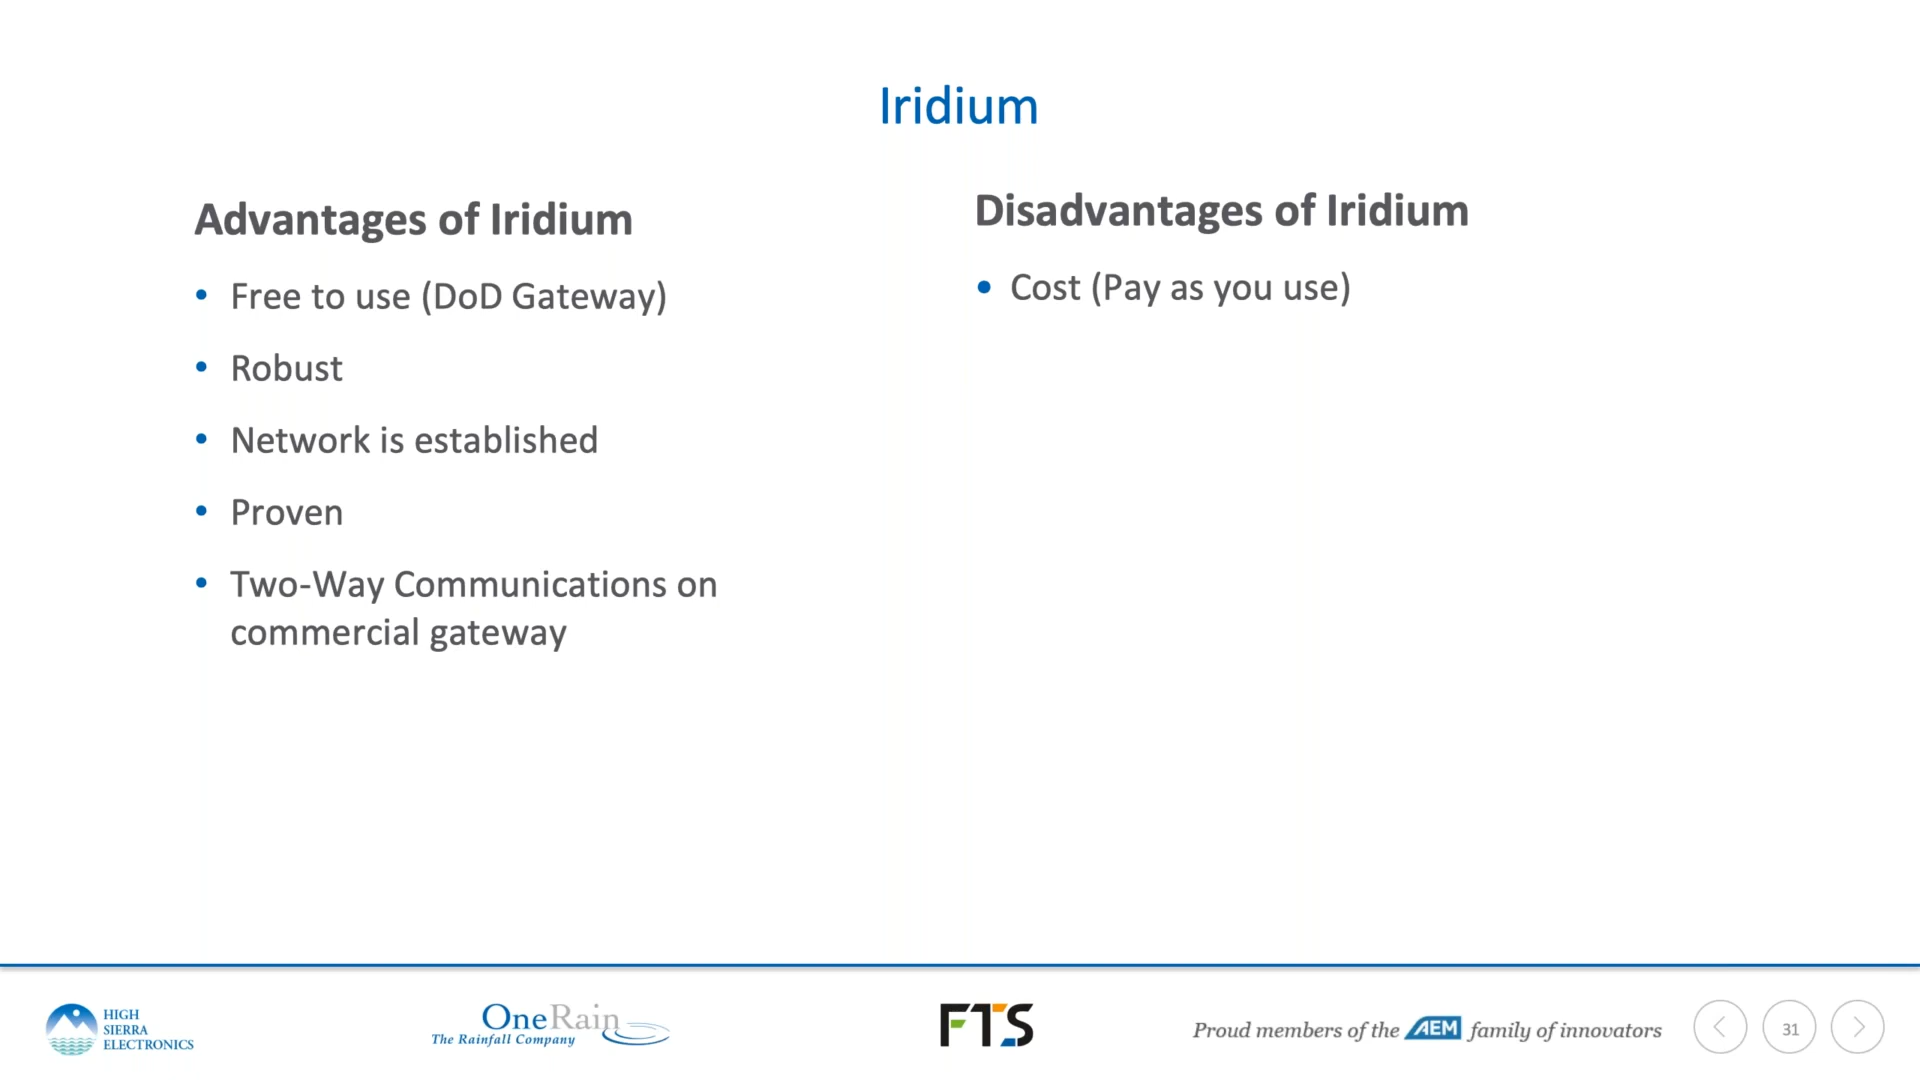 Iridium
Advantages of Iridium
• Free to use (DoD Gateway)
• Robust
• Network is established
• Proven
• Two-Way Communications on
commercial gateway
Disadvantages of Iridium
• Cost (Pay as you use)
HIGH
SIERRA
ELECTRONICS
OneRain
The Rainfall Company
FTS
Proud members of the AEM family of innovators
31